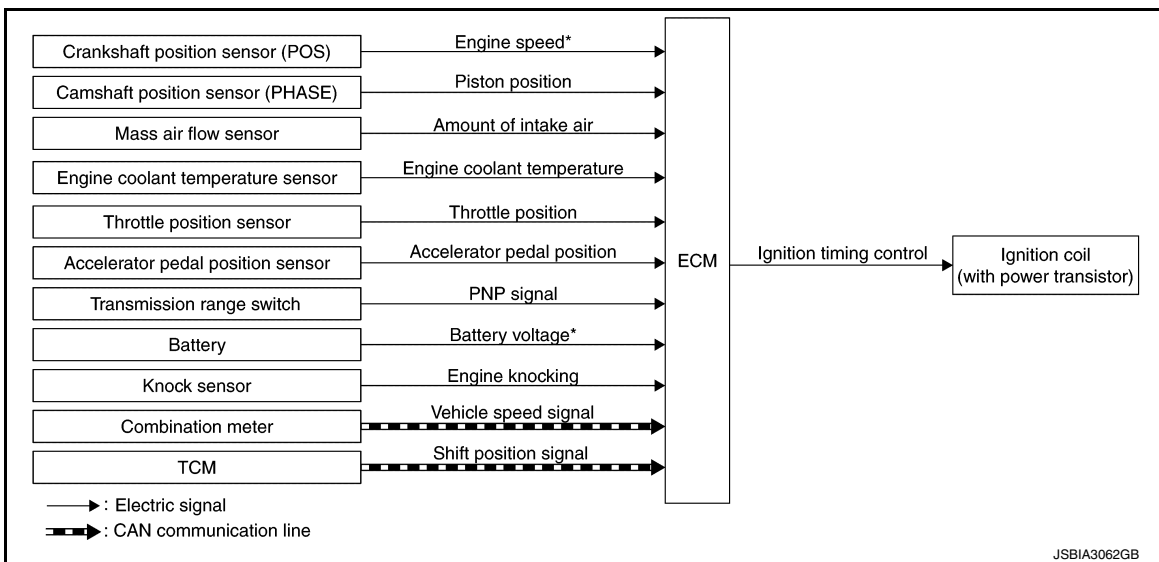 Crankshaft position sensor (POS)
Engine speed*
Camshaft position sensor (PHASE)
Piston position
Mass air flow sensor
Amount of intake air
Engine coolant temperature sensor
Engine coolant temperature
Throttle position sensor
Throttle position
Accelerator pedal position sensor
Accelerator pedal position
ECM
Ignition timing control
Ignition coil
(with power transistor)
Transmission range switch
PNP signal
Battery
Battery voltage*
Knock sensor
Engine knocking
Combination meter
Vehicle speed signal
TCM
Shift position signal
: Electric signal
: CAN communication line
JSBIA3062GB